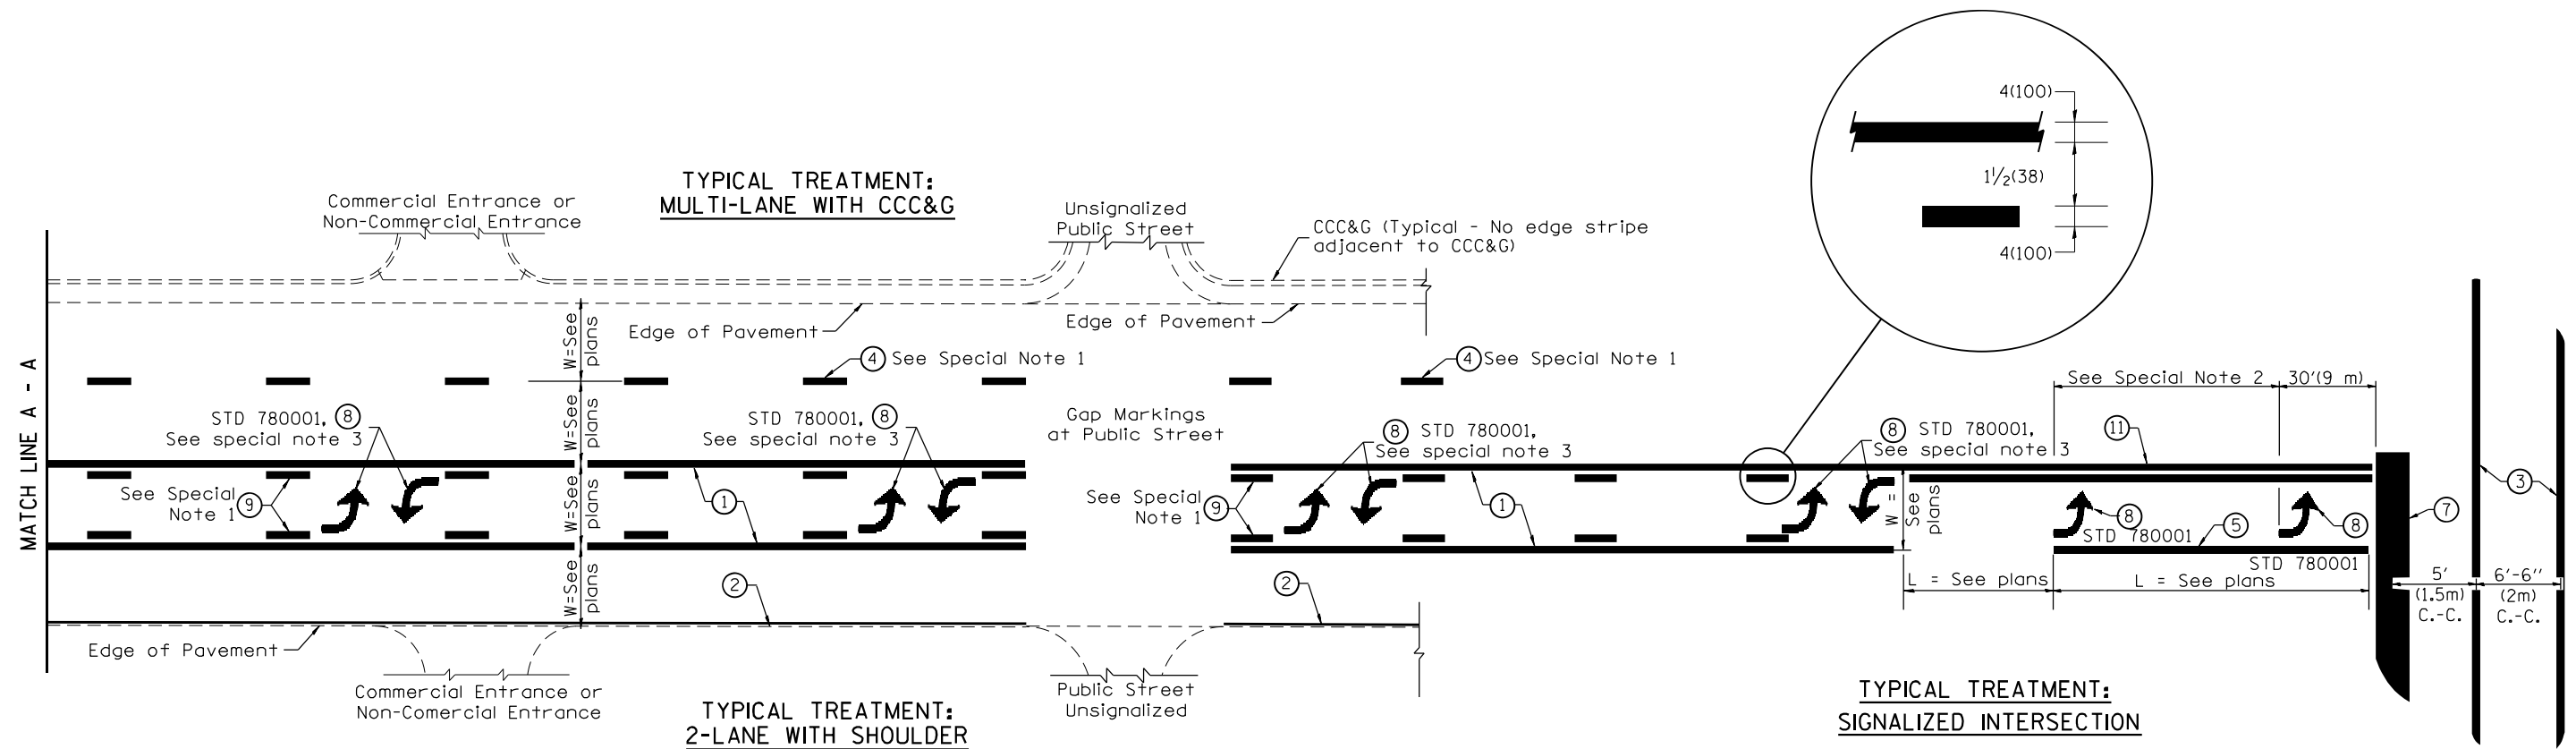 4(100)
1½(38)
4(100)
TYPICAL TREATMENT:
MULTI-LANE WITH CCC&G
Commercial Entrance or
Non-Commercial Entrance
Unsignalized
Public Street
CCC&G (Typical - No edge stripe
adjacent to CCC&G)
Edge of Pavement
Edge of Pavement
MATCH LINE A - A
W=See
plans
W=See
plans
W=See
plans
W=See
plans
4 See Special Note 1
4 See Special Note 1
See Special Note 2
30'(9 m)
STD 780001, 8
See special note 3
STD 780001, 8
See special note 3
Gap Markings
at Public Street
8 STD 780001,
See special note 3
8 STD 780001,
See special note 3
11
See Special
Note 1
9
1
See Special
Note 1
9
1
W =
See
plans
8
STD 780001
5
8
STD 780001
7
3
2
2
L = See plans
L = See plans
5'
(1.5m)
C.-C.
6'-6''
(2m)
C.-C.
Edge of Pavement
Commercial Entrance or
Non-Comercial Entrance
Public Street
Unsignalized
TYPICAL TREATMENT:
2-LANE WITH SHOULDER
TYPICAL TREATMENT:
SIGNALIZED INTERSECTION